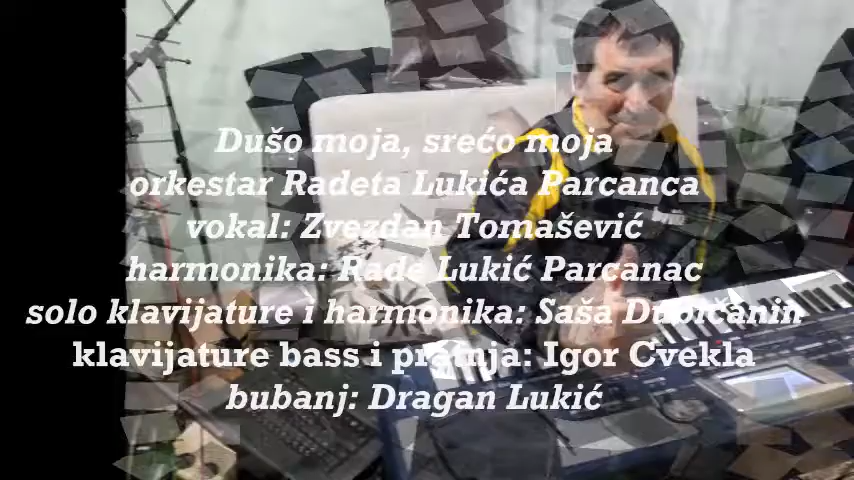 Dušo moja, srećo moja
orkestar Radeta Lukića Parcanca
vokal: Zvezdan Tomašević
harmonika: Rade Lukić Parcanac
solo klavijature i harmonika: Saša Dubičanin
klavijature bass i pratnja: Igor Cvekla
bubanj: Dragan Lukić